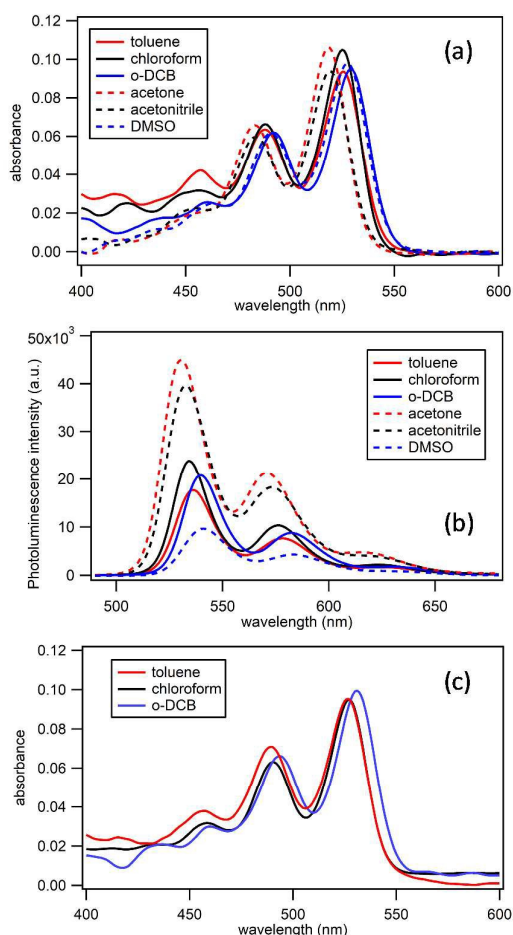 (a)
toluene
chloroform
o-DCB
acetone
acetonitrile
DMSO
absorbance
0.12
0.10
0.08
0.06
0.04
0.02
0.00
400
450
500
550
600
wavelength (nm)
(b)
toluene
chloroform
o-DCB
acetone
acetonitrile
DMSO
Photoluminescence intensity (a.u.)
50x10³
40
30
20
10
0
500
550
600
650
wavelength (nm)
(c)
toluene
chloroform
o-DCB
absorbance
0.12
0.10
0.08
0.06
0.04
0.02
0.00
400
450
500
550
600
wavelength (nm)